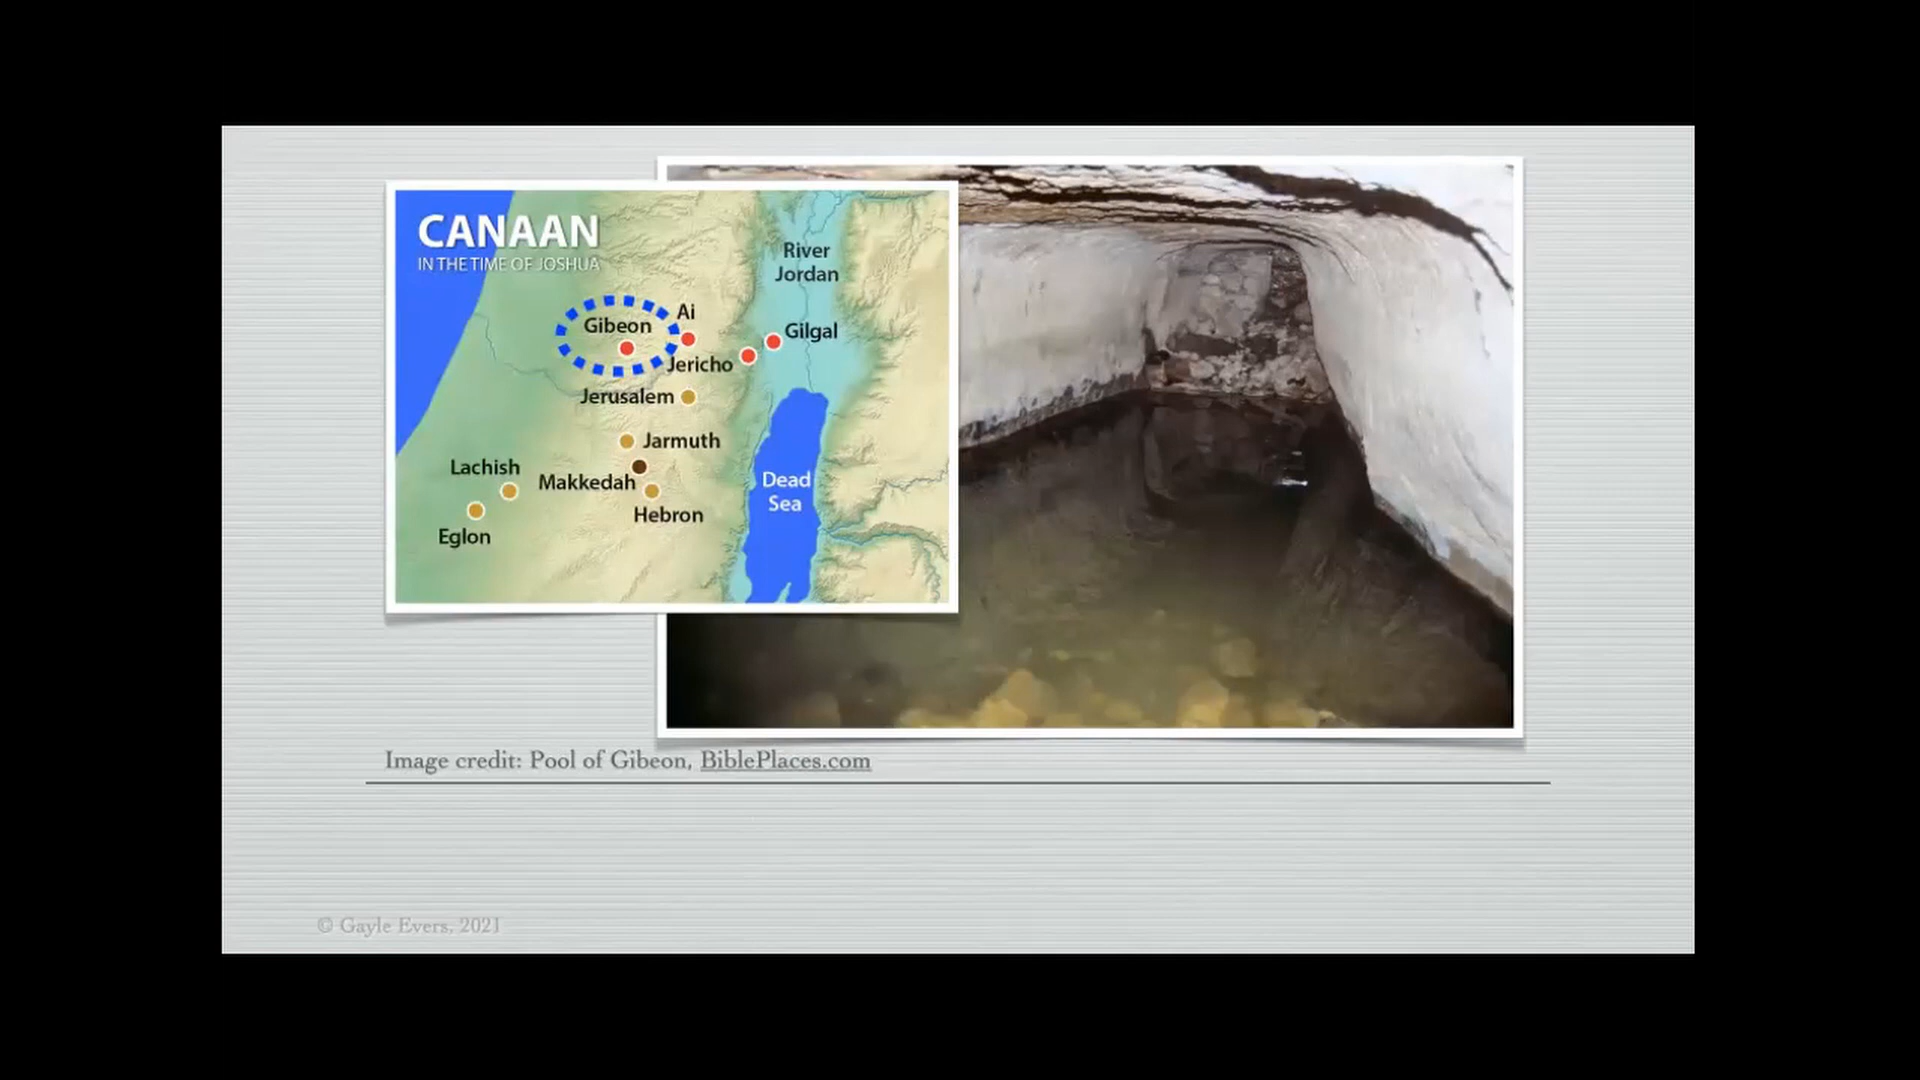 CANAAN
IN THE TIME OF JOSHUA
River
Jordan
Gibeon
Ai
Gilgal
Jericho
Jerusalem
Jarmuth
Lachish
Makkedah
Dead
Sea
Hebron
Eglon
Image credit: Pool of Gibeon, BiblePlaces.com
© Gayle Evers, 2021